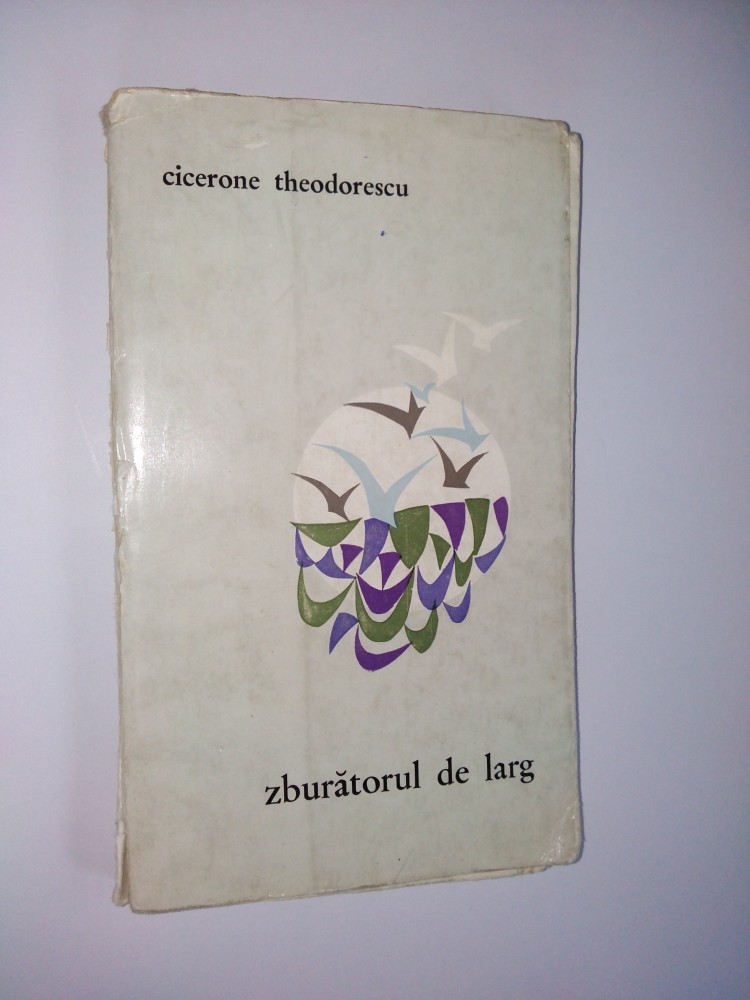 cicerone theodorescu
zburătorul de larg